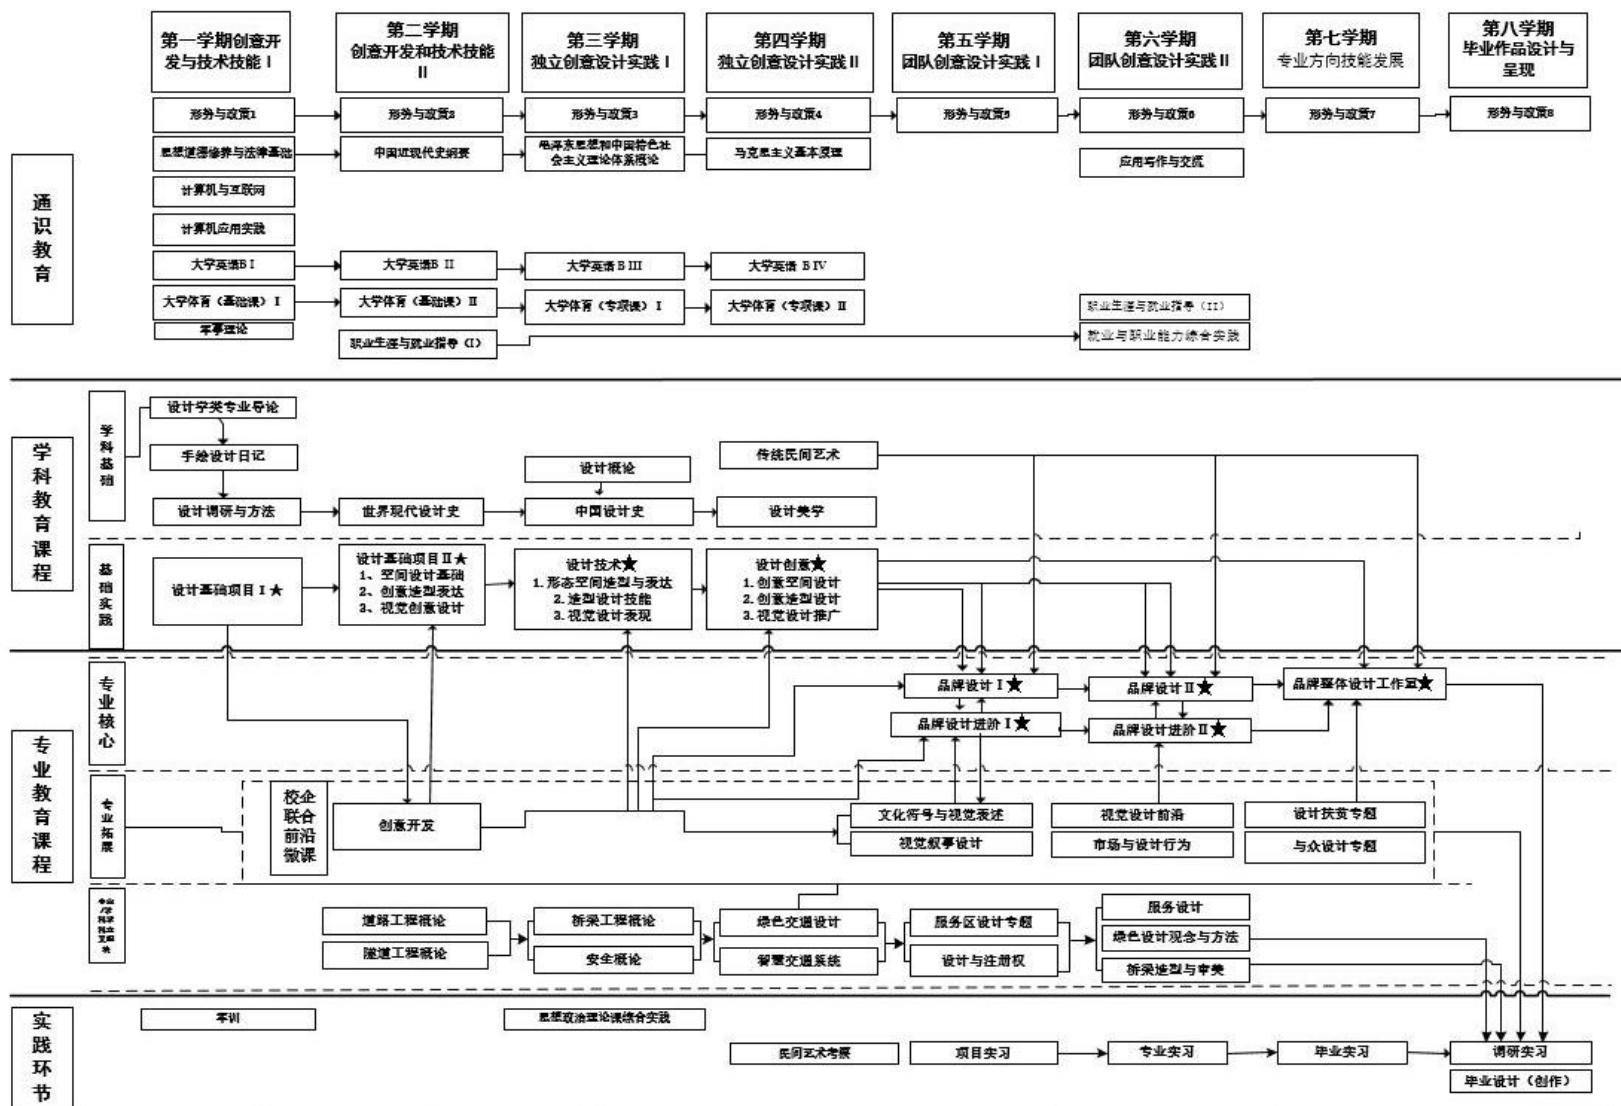 第一学期创意开
发与技术技能Ⅰ
第二学期
创意开发和技术技能
Ⅱ
第三学期
独立创意设计实践Ⅰ
第四学期
独立创意设计实践Ⅱ
第五学期
团队创意设计实践Ⅰ
第六学期
团队创意设计实践Ⅱ
第七学期
专业方向技能发展
第八学期
毕业作品设计与
呈现
通识教育
形势与政策1
形势与政策2
形势与政策3
形势与政策4
形势与政策5
形势与政策6
形势与政策7
形势与政策8
思想道德修养与法律基础
中国近现代史纲要
毛泽东思想和中国特色社
会主义理论体系概论
马克思主义基本原理
应用写作与交流
计算机与互联网
计算机应用实践
大学英语B I
大学英语B II
大学英语 B III
大学英语 B IV
大学体育（基础课）I
大学体育（基础课）II
大学体育（专项课）I
大学体育（专项课）II
职业生涯与就业指导（II）
军事理论
职业生涯与就业指导（I）
就业与职业能力综合实践
学科教育课程
学科基础
设计学类专业导论
手绘设计日记
设计概论
传统民间艺术
设计调研与方法
世界现代设计史
中国设计史
设计美学
基础实践
设计基础项目Ⅰ★
设计基础项目Ⅱ★
1、空间设计基础
2、创意造型表达
3、视觉创意设计
设计技术★
1.形态空间造型与表达
2.造型设计技能
3.视觉设计表现
设计创意★
1.创意空间设计
2.创意造型设计
3.视觉设计推广
专业教育课程
专业核心
品牌设计Ⅰ★
品牌设计Ⅱ★
品牌整体设计工作室★
品牌设计进阶Ⅰ★
品牌设计进阶Ⅱ★
专业拓展
校企
联合
前沿
微课
创意开发
文化符号与视觉表述
视觉设计前沿
设计扶贫专题
视觉叙事设计
市场与设计行为
与众设计专题
道路工程概论
桥梁工程概论
绿色交通设计
服务区设计专题
服务设计
绿色设计观念与方法
隧道工程概论
安全概论
智慧交通系统
设计与注册权
桥梁造型与审美
实践环节
军训
思想政治理论课综合实践
民间艺术考察
项目实习
专业实习
毕业实习
调研实习
毕业设计（创作）